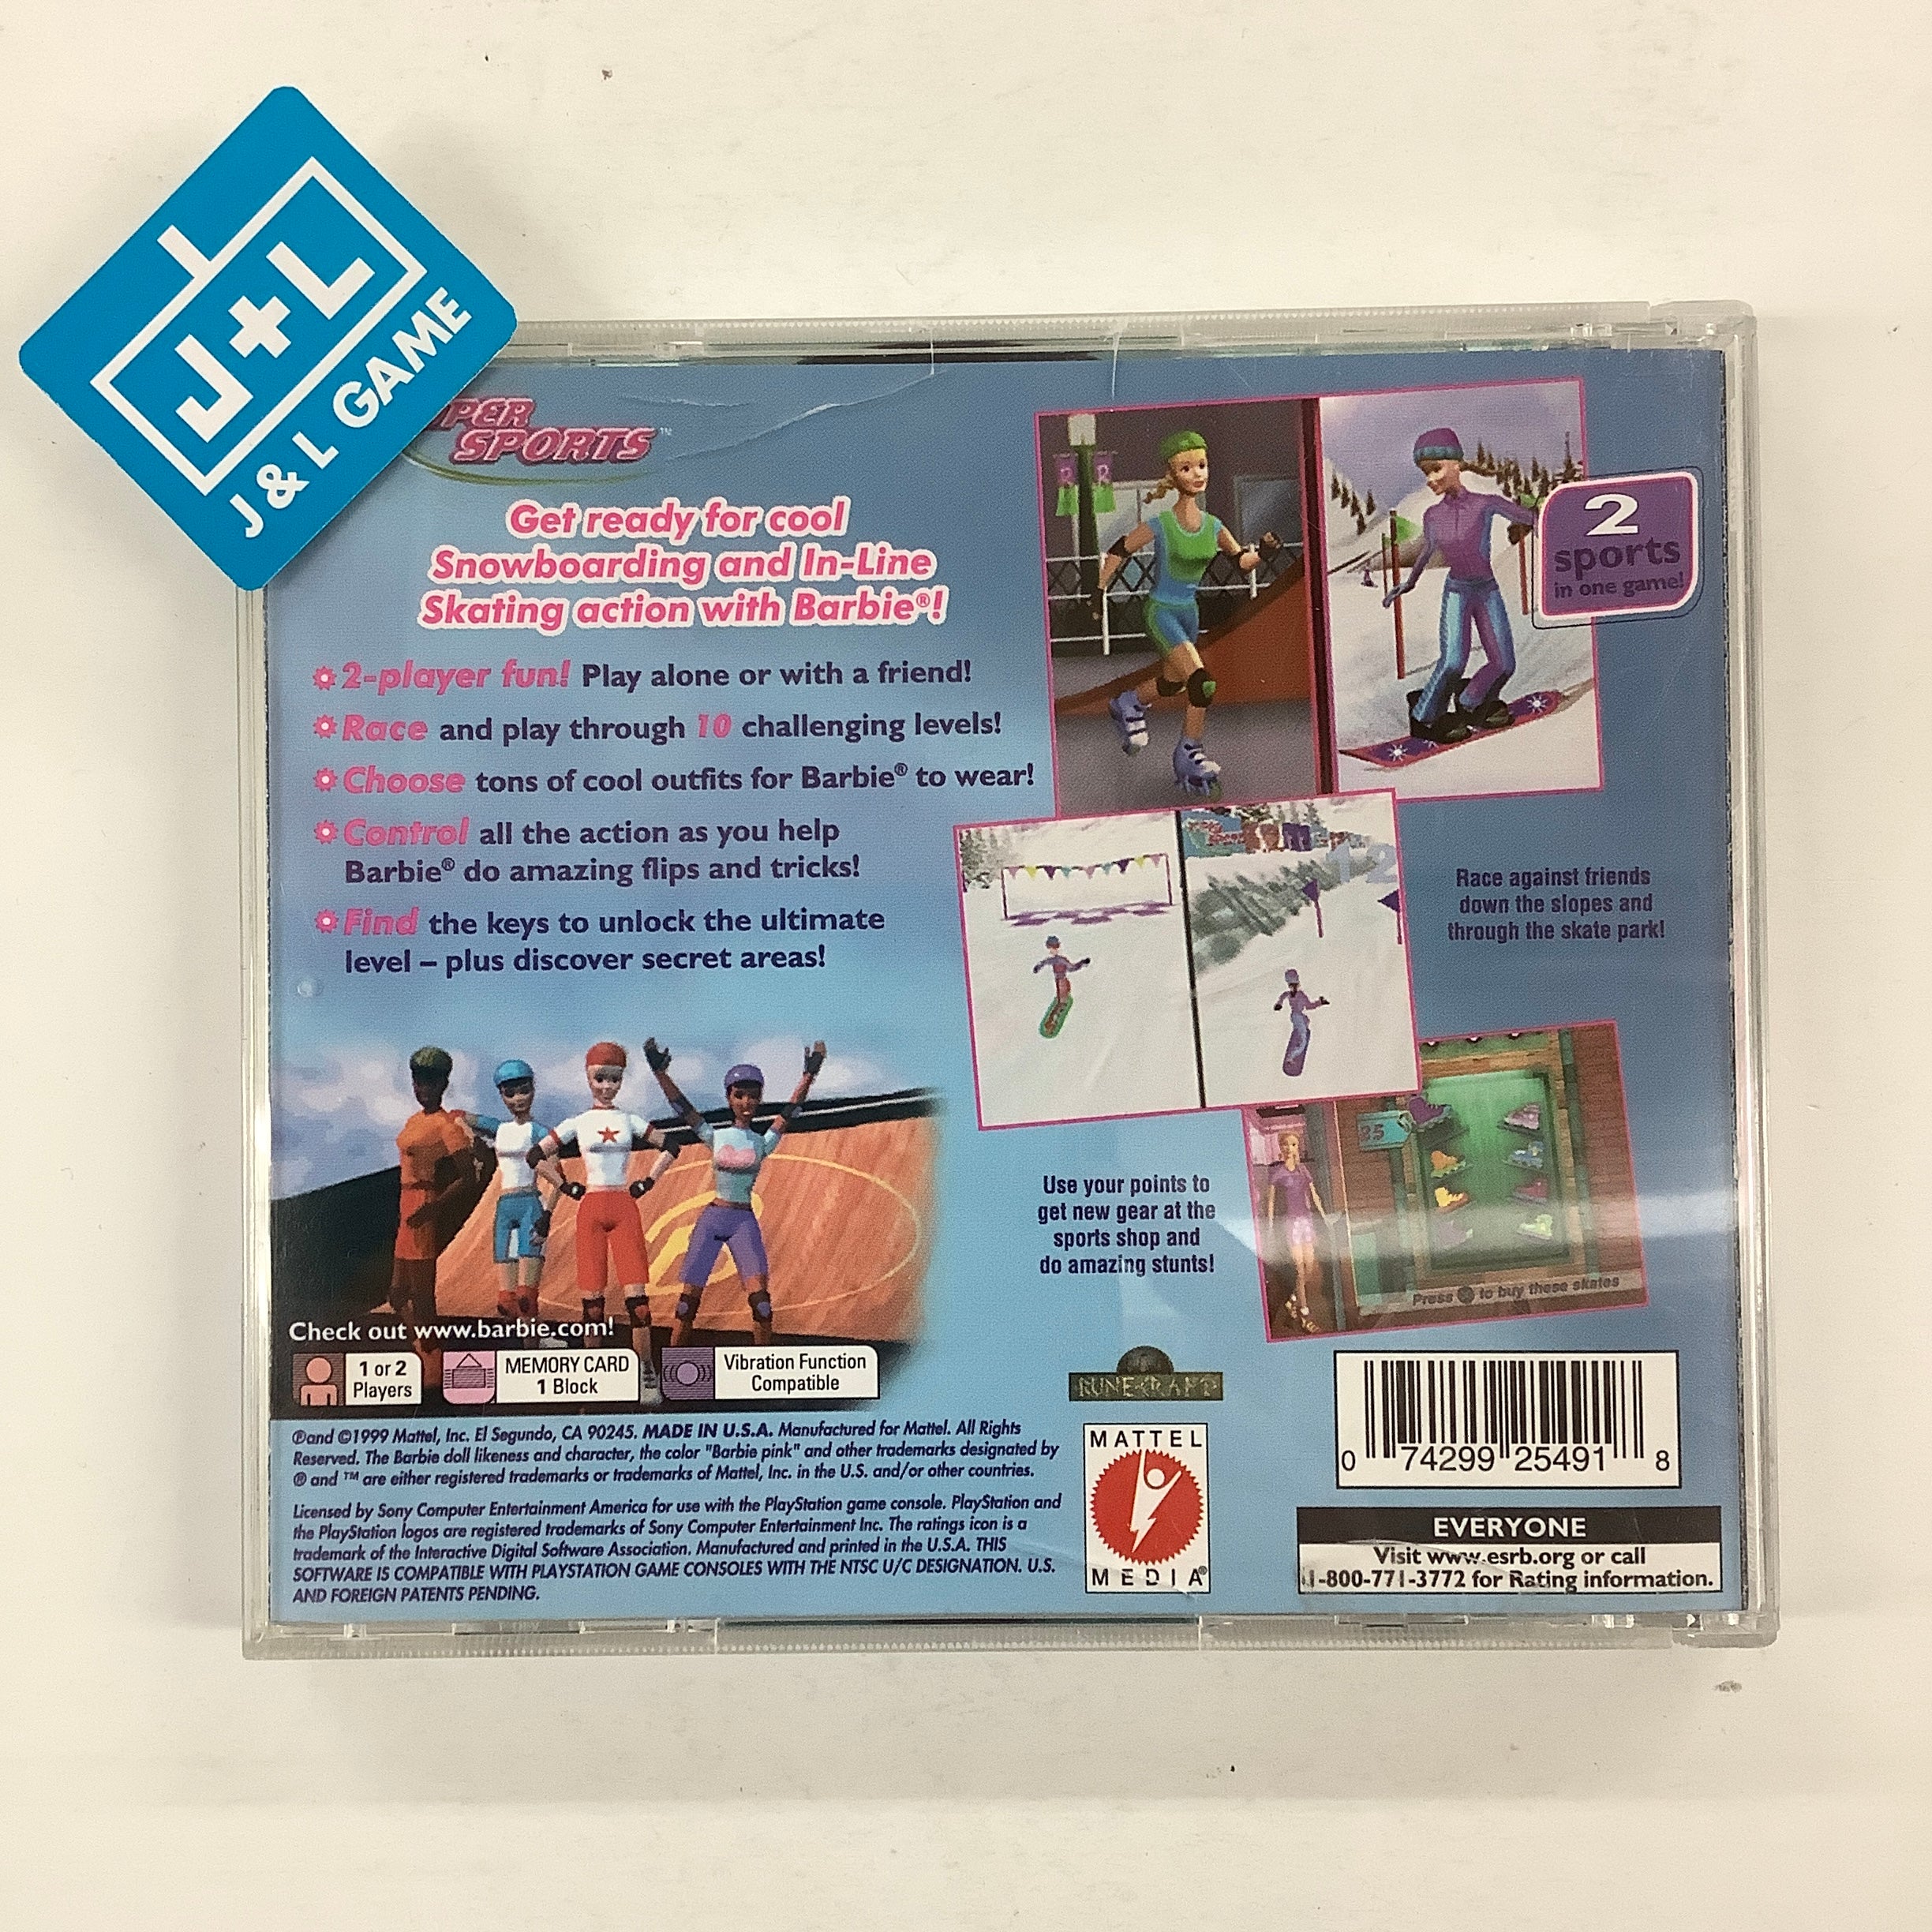 J+L
J & L GAME
PER
SPORTS™
Get ready for cool
Snowboarding and In-Line
Skating action with Barbie®!
2-player fun! Play alone or with a friend!
Race and play through 10 challenging levels!
Choose tons of cool outfits for Barbie® to wear!
Control all the action as you help
Barbie® do amazing flips and tricks!
Find the keys to unlock the ultimate
level – plus discover secret areas!
R R
2
sports
in one game!
12
Race against friends
down the slopes and
through the skate park!
Use your points to
get new gear at the
sports shop and
do amazing stunts!
35
Press to buy these skates
Check out www.barbie.com!
1 or 2
Players
MEMORY CARD
1 Block
Vibration Function
Compatible
RUNECRAFT
MATTEL
MEDIA®
0 74299 25491 8
EVERYONE
Visit www.esrb.org or call
1-800-771-3772 for Rating information.
℗and ©1999 Mattel, Inc. El Segundo, CA 90245. MADE IN U.S.A. Manufactured for Mattel. All Rights
Reserved. The Barbie doll likeness and character, the color "Barbie pink" and other trademarks designated by
® and ™ are either registered trademarks or trademarks of Mattel, Inc. in the U.S. and/or other countries.
Licensed by Sony Computer Entertainment America for use with the PlayStation game console. PlayStation and
the PlayStation logos are registered trademarks of Sony Computer Entertainment Inc. The ratings icon is a
trademark of the Interactive Digital Software Association. Manufactured and printed in the U.S.A. THIS
SOFTWARE IS COMPATIBLE WITH PLAYSTATION GAME CONSOLES WITH THE NTSC U/C DESIGNATION. U.S.
AND FOREIGN PATENTS PENDING.